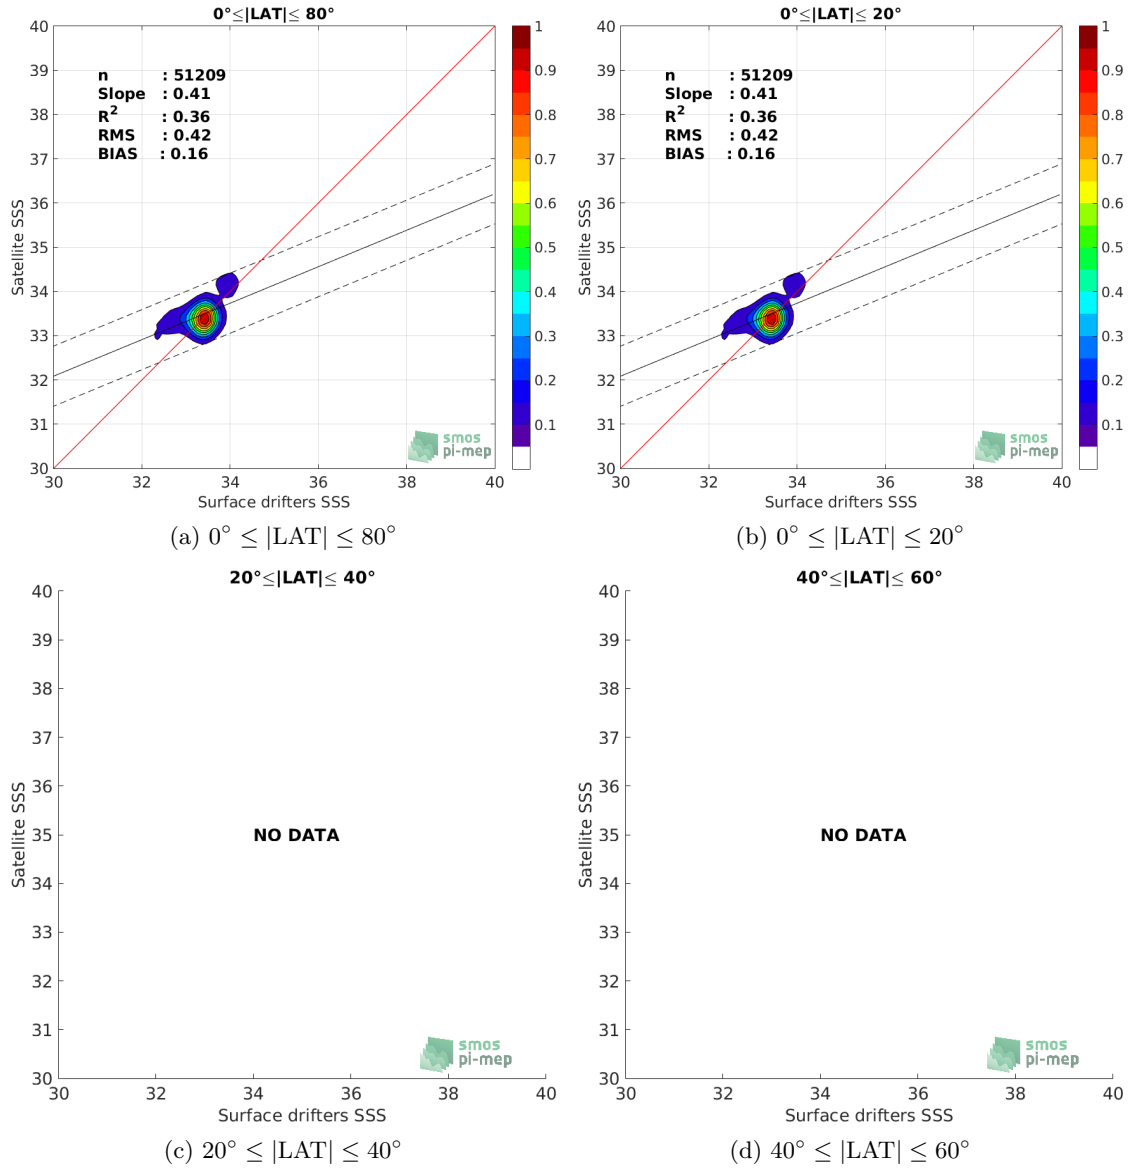 0°≤|LAT|≤ 80°
40
39
38
37
36
35
34
33
32
31
30
30 32 34 36 38 40
Satellite SSS
Surface drifters SSS
n : 51209
Slope : 0.41
R² : 0.36
RMS : 0.42
BIAS : 0.16
1
0.9
0.8
0.7
0.6
0.5
0.4
0.3
0.2
0.1
smos
pi-mep
(a) 0° ≤ |LAT| ≤ 80°
0°≤|LAT|≤ 20°
40
39
38
37
36
35
34
33
32
31
30
30 32 34 36 38 40
Satellite SSS
Surface drifters SSS
n : 51209
Slope : 0.41
R² : 0.36
RMS : 0.42
BIAS : 0.16
1
0.9
0.8
0.7
0.6
0.5
0.4
0.3
0.2
0.1
smos
pi-mep
(b) 0° ≤ |LAT| ≤ 20°
20°≤|LAT|≤ 40°
40
39
38
37
36
35
34
33
32
31
30
30 32 34 36 38 40
Satellite SSS
Surface drifters SSS
NO DATA
smos
pi-mep
(c) 20° ≤ |LAT| ≤ 40°
40°≤|LAT|≤ 60°
40
39
38
37
36
35
34
33
32
31
30
30 32 34 36 38 40
Satellite SSS
Surface drifters SSS
NO DATA
smos
pi-mep
(d) 40° ≤ |LAT| ≤ 60°